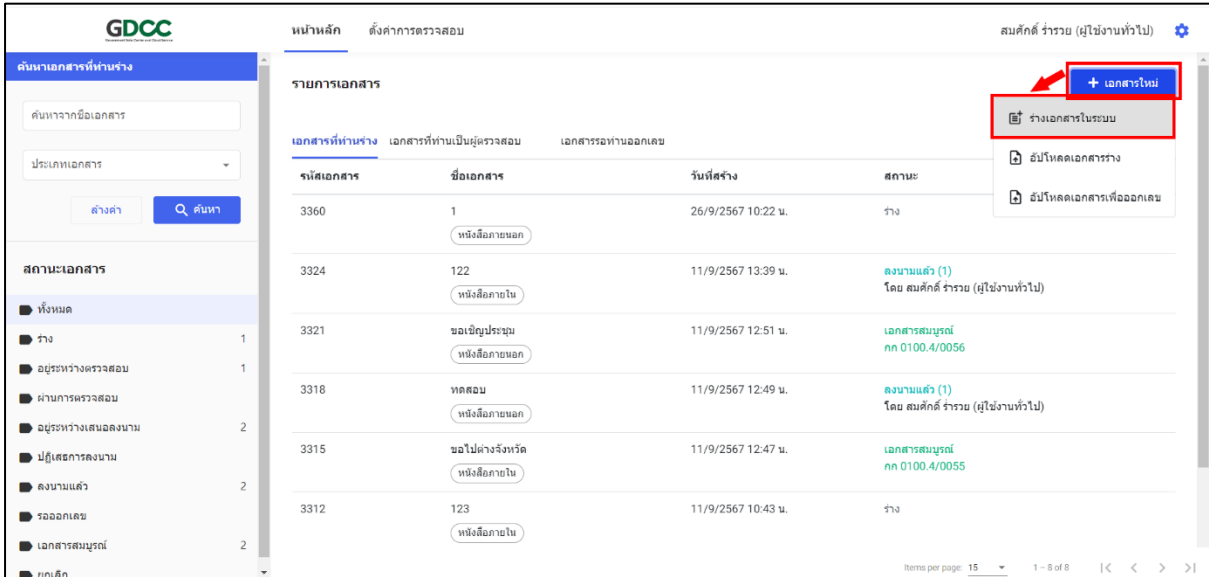 GDCC
หน้าหลัก ตั้งค่าการตรวจสอบ
สมศักดิ์ ร่ำรวย (ผู้ใช้งานทั่วไป)
ค้นหาเอกสารที่ท่านร่าง
ค้นหาจากชื่อเอกสาร
ประเภทเอกสาร
ล้างค่า ค้นหา
สถานะเอกสาร
ทั้งหมด
ร่าง 1
อยู่ระหว่างตรวจสอบ 1
ผ่านการตรวจสอบ
อยู่ระหว่างเสนอลงนาม 2
ปฏิเสธการลงนาม
ลงนามแล้ว 2
รอออกเลข
เอกสารสมบูรณ์ 2
ยกเลิก
รายการเอกสาร
+ เอกสารใหม่
ร่างเอกสารในระบบ
อัปโหลดเอกสารร่าง
อัปโหลดเอกสารเพื่อออกเลข
เอกสารที่ท่านร่าง เอกสารที่ท่านเป็นผู้ตรวจสอบ เอกสารรอท่านออกเลข
รหัสเอกสาร ชื่อเอกสาร วันที่สร้าง สถานะ
3360 1 26/9/2567 10:22 น. ร่าง
หนังสือภายนอก
3324 122 11/9/2567 13:39 น. ลงนามแล้ว (1)
หนังสือภายใน โดย สมศักดิ์ ร่ำรวย (ผู้ใช้งานทั่วไป)
3321 ขอเชิญประชุม 11/9/2567 12:51 น. เอกสารสมบูรณ์
หนังสือภายนอก กก 0100.4/0056
3318 ทดสอบ 11/9/2567 12:49 น. ลงนามแล้ว (1)
หนังสือภายนอก โดย สมศักดิ์ ร่ำรวย (ผู้ใช้งานทั่วไป)
3315 ขอไปต่างจังหวัด 11/9/2567 12:47 น. เอกสารสมบูรณ์
หนังสือภายใน กก 0100.4/0055
3312 123 11/9/2567 10:43 น. ร่าง
หนังสือภายใน
Items per page: 15 1 – 8 of 8